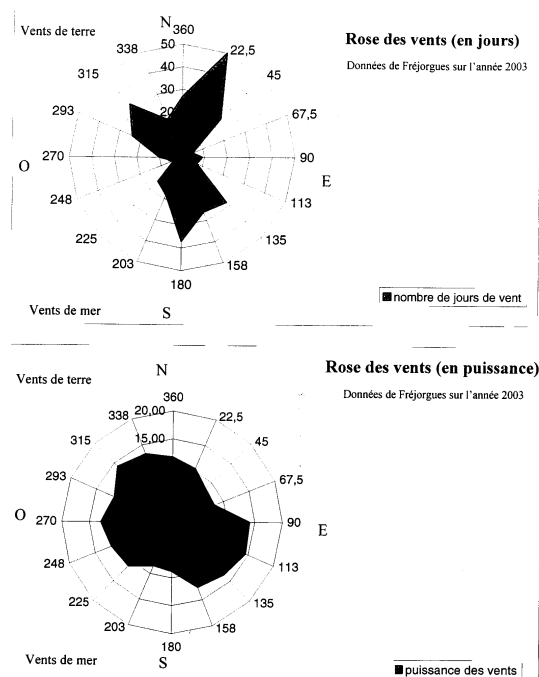 Vents de terre
N
Rose des vents (en jours)
Données de Fréjorgues sur l'année 2003
360
50
40
30
338
22,5
315
45
293
67,5
O
270
90
E
248
113
225
135
203
158
180
Vents de mer
S
nombre de jours de vent
Vents de terre
N
Rose des vents (en puissance)
Données de Fréjorgues sur l'année 2003
360
20,00
15,00
338
22,5
315
45
293
67,5
O
270
90
E
248
113
225
135
203
158
180
Vents de mer
S
puissance des vents